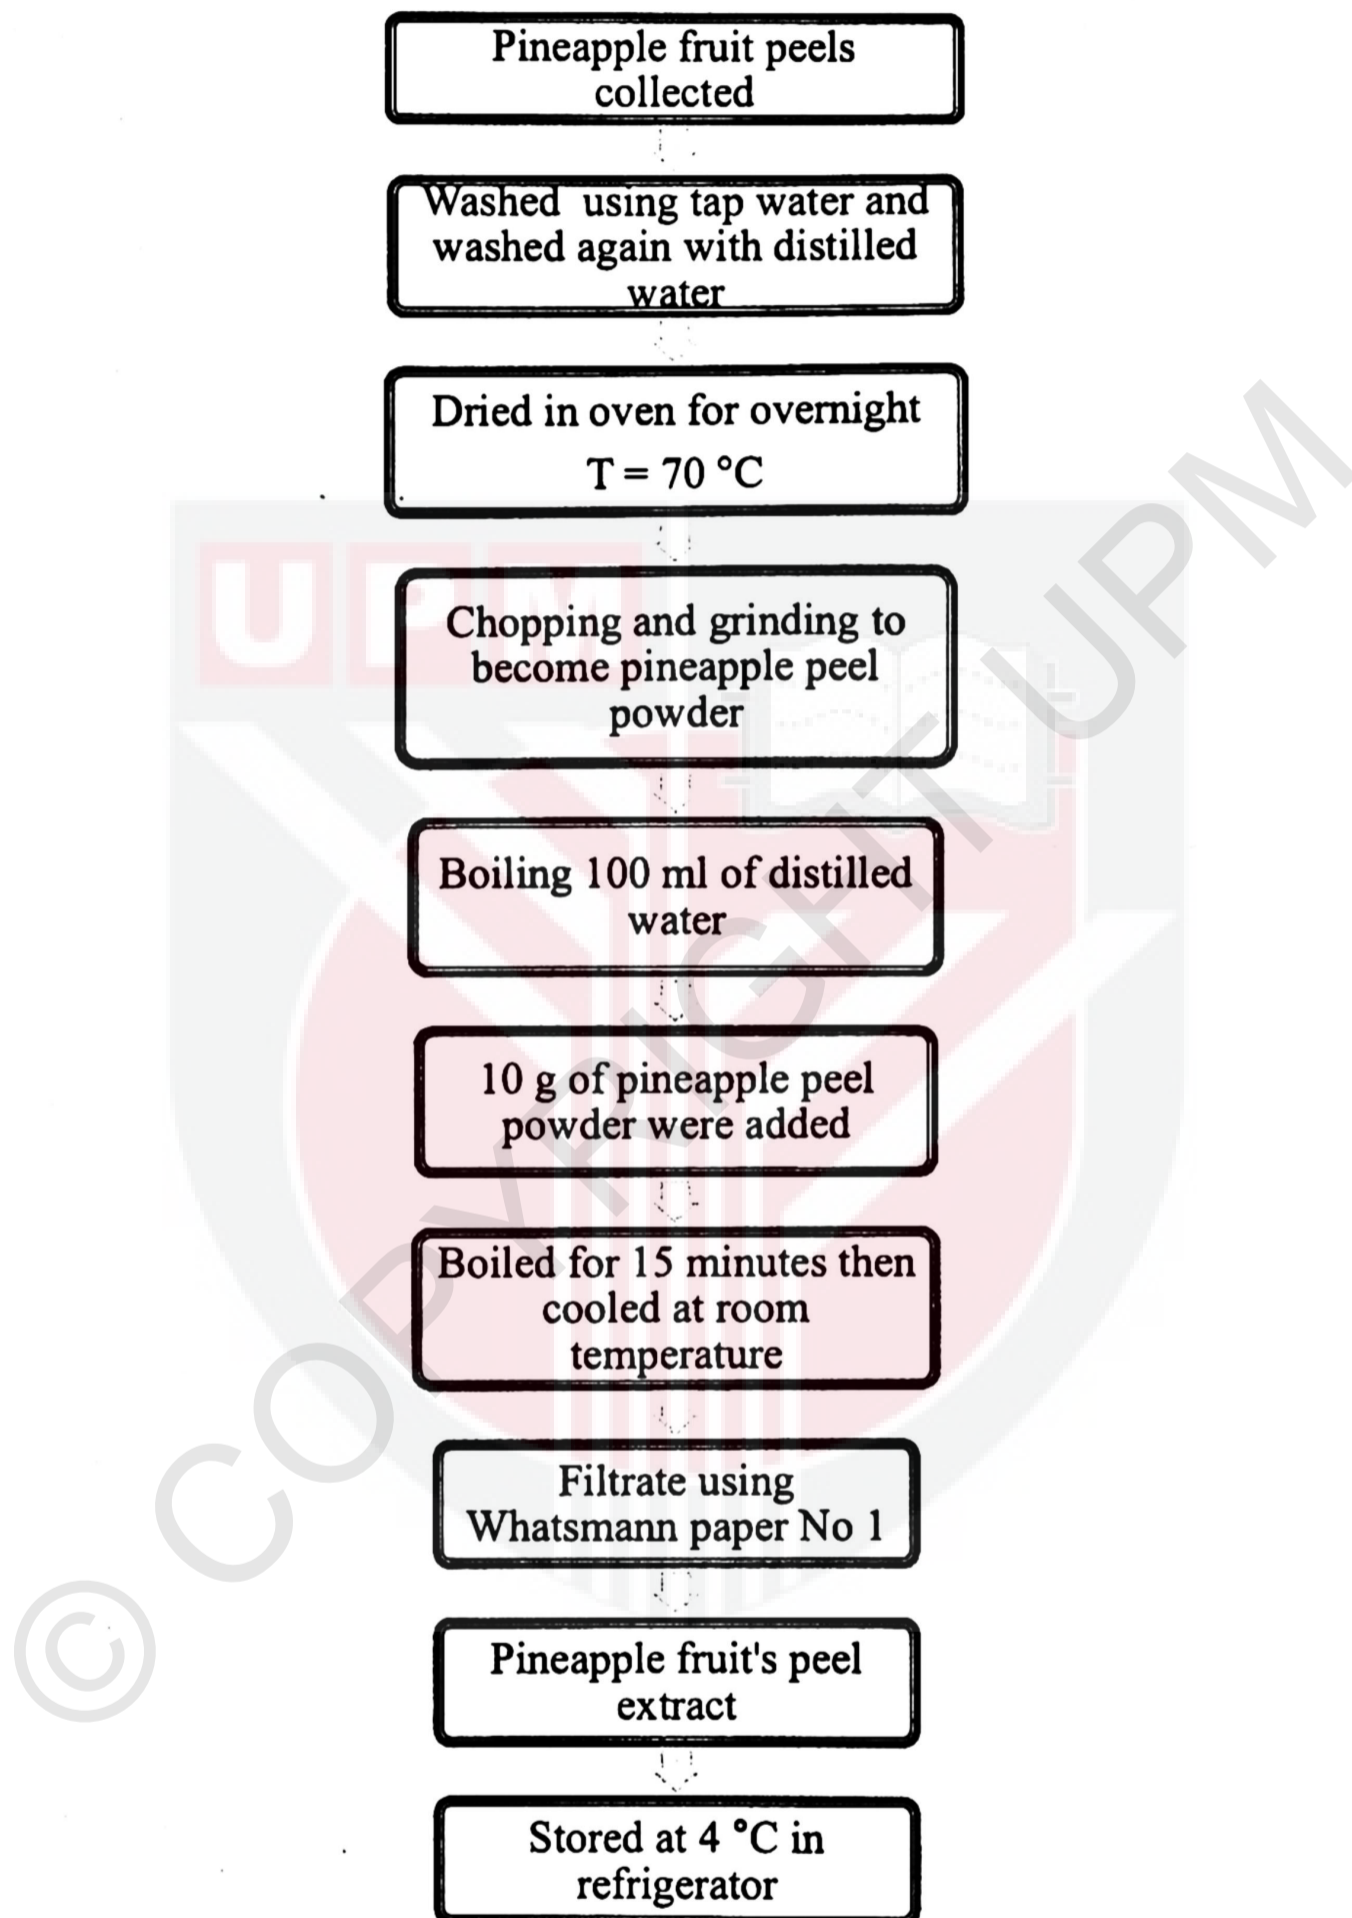 Pineapple fruit peels
collected
Washed using tap water and
washed again with distilled
water
Dried in oven for overnight
T = 70 °C
Chopping and grinding to
become pineapple peel
powder
Boiling 100 ml of distilled
water
10 g of pineapple peel
powder were added
Boiled for 15 minutes then
cooled at room
temperature
Filtrate using
Whatsmann paper No 1
Pineapple fruit's peel
extract
Stored at 4 °C in
refrigerator
UPM
© COPYRIGHT UPM